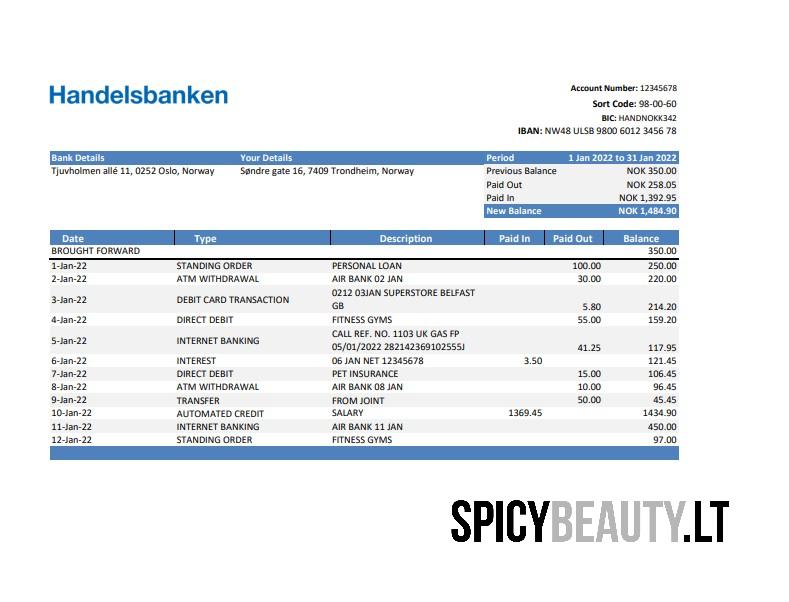 Handelsbanken
Account Number: 12345678
Sort Code: 98-00-60
BIC: HANDNOKK342
IBAN: NW48 ULSB 9800 6012 3456 78
Bank Details Your Details Period 1 Jan 2022 to 31 Jan 2022
Tjuvholmen allé 11, 0252 Oslo, Norway Søndre gate 16, 7409 Trondheim, Norway Previous Balance NOK 350.00
Paid Out NOK 258.05
Paid In NOK 1,392.95
New Balance NOK 1,484.90
Date Type Description Paid In Paid Out Balance
BROUGHT FORWARD 350.00
1-Jan-22 STANDING ORDER PERSONAL LOAN 100.00 250.00
2-Jan-22 ATM WITHDRAWAL AIR BANK 02 JAN 30.00 220.00
3-Jan-22 DEBIT CARD TRANSACTION 0212 03JAN SUPERSTORE BELFAST
GB 5.80 214.20
4-Jan-22 DIRECT DEBIT FITNESS GYMS 55.00 159.20
5-Jan-22 INTERNET BANKING CALL REF. NO. 1103 UK GAS FP
05/01/2022 282142369102555J 41.25 117.95
6-Jan-22 INTEREST 06 JAN NET 12345678 3.50 121.45
7-Jan-22 DIRECT DEBIT PET INSURANCE 15.00 106.45
8-Jan-22 ATM WITHDRAWAL AIR BANK 08 JAN 10.00 96.45
9-Jan-22 TRANSFER FROM JOINT 50.00 45.45
10-Jan-22 AUTOMATED CREDIT SALARY 1369.45 1434.90
11-Jan-22 INTERNET BANKING AIR BANK 11 JAN 450.00
12-Jan-22 STANDING ORDER FITNESS GYMS 97.00
SPICYBEAUTY.LT